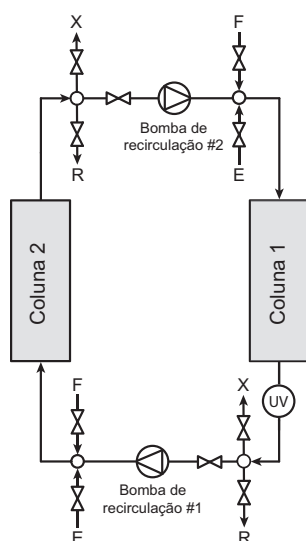 X
F
Bomba de
recirculação #2
R
E
Coluna 2
Coluna 1
F
X
UV
Bomba de
recirculação #1
E
R